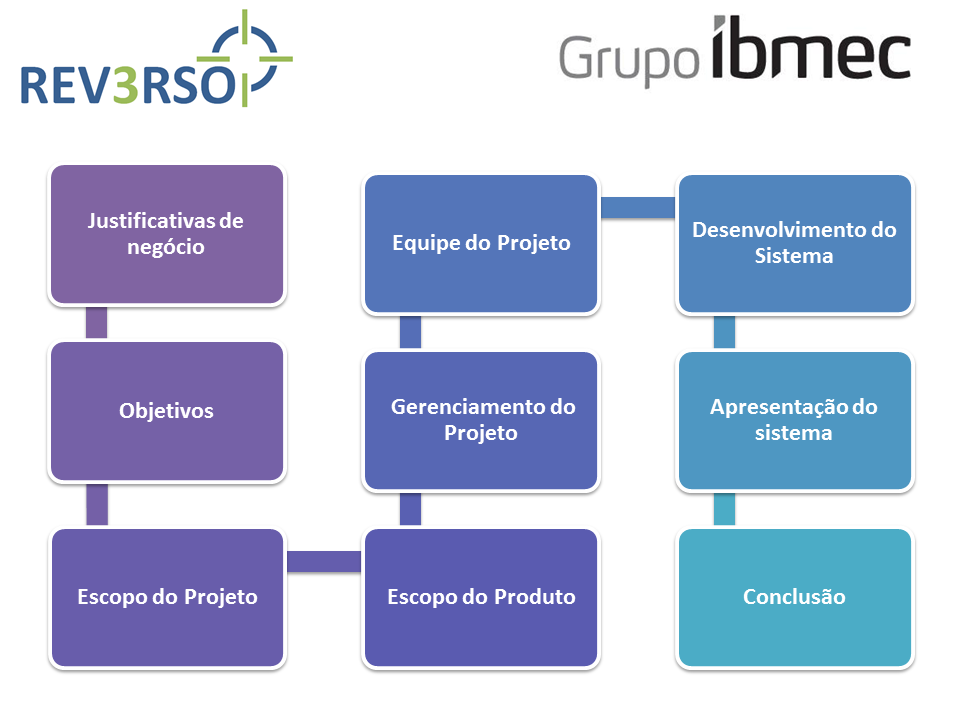 REV3RSO
Grupo ibmec
Justificativas de
negócio
Objetivos
Escopo do Projeto
Escopo do Produto
Gerenciamento do
Projeto
Equipe do Projeto
Desenvolvimento do
Sistema
Apresentação do
sistema
Conclusão